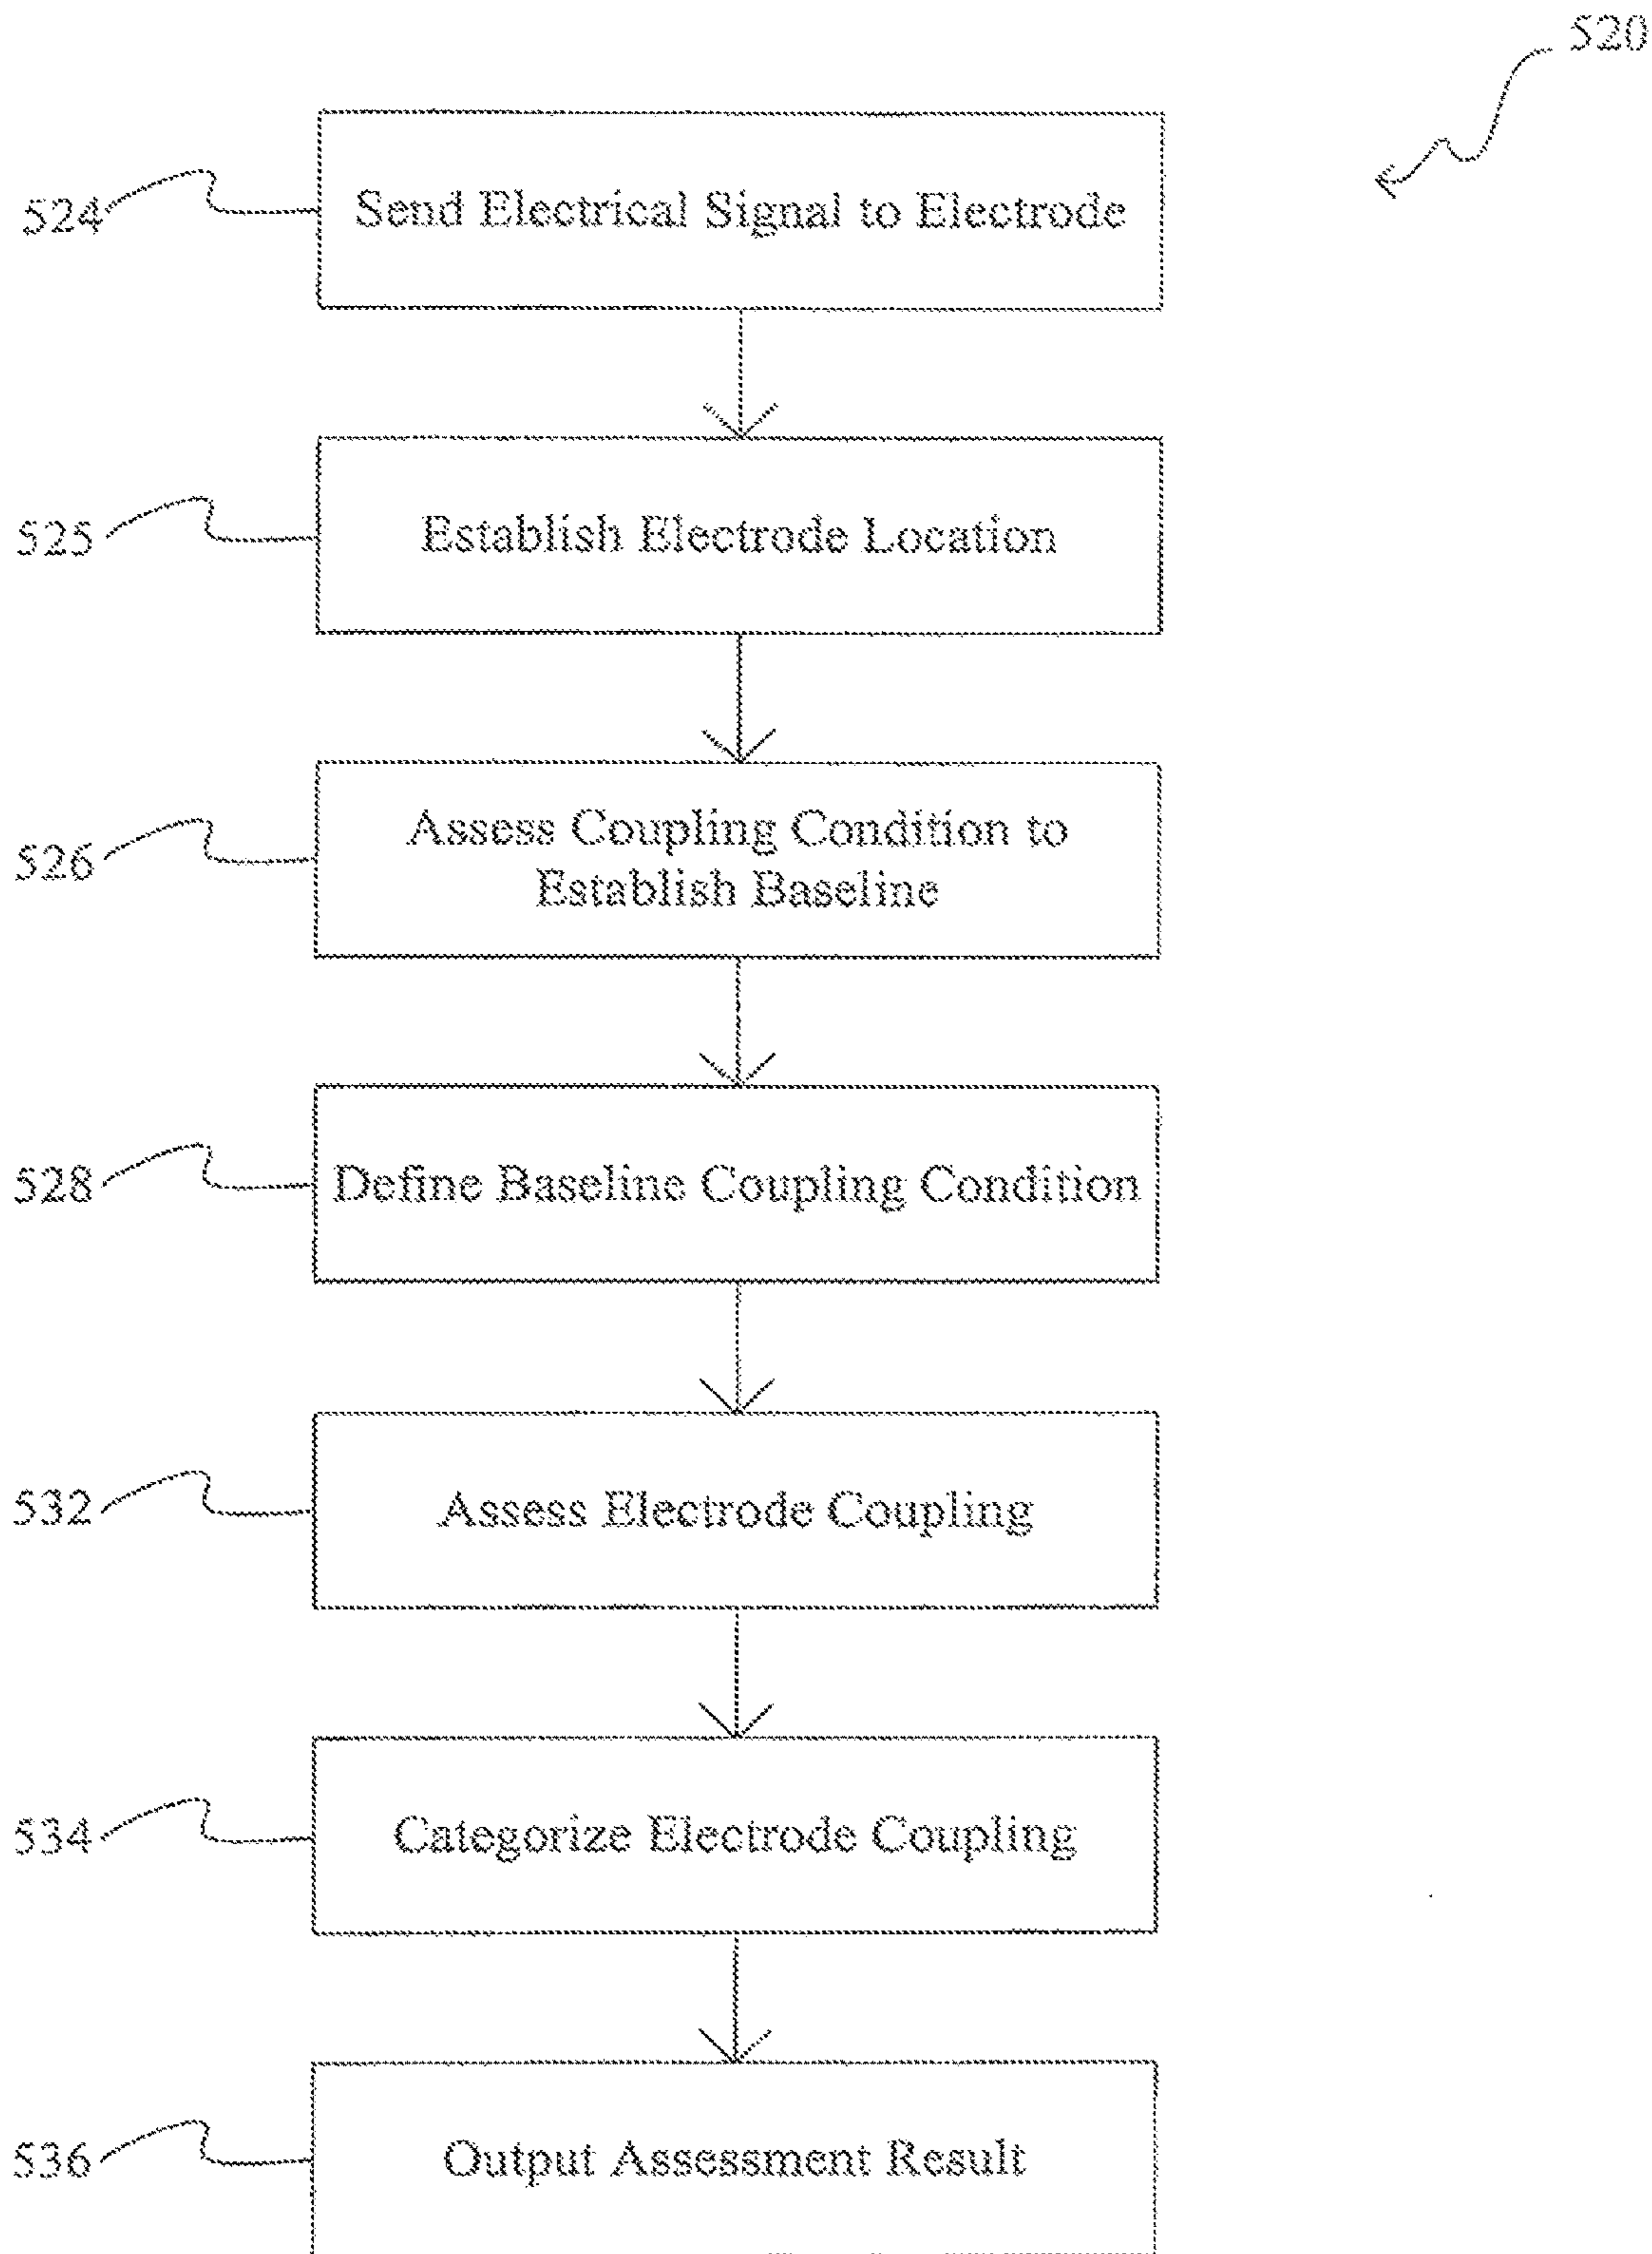 520
524
Send Electrical Signal to Electrode
525
Establish Electrode Location
526
Assess Coupling Condition to
Establish Baseline
528
Define Baseline Coupling Condition
532
Assess Electrode Coupling
534
Categorize Electrode Coupling
536
Output Assessment Result